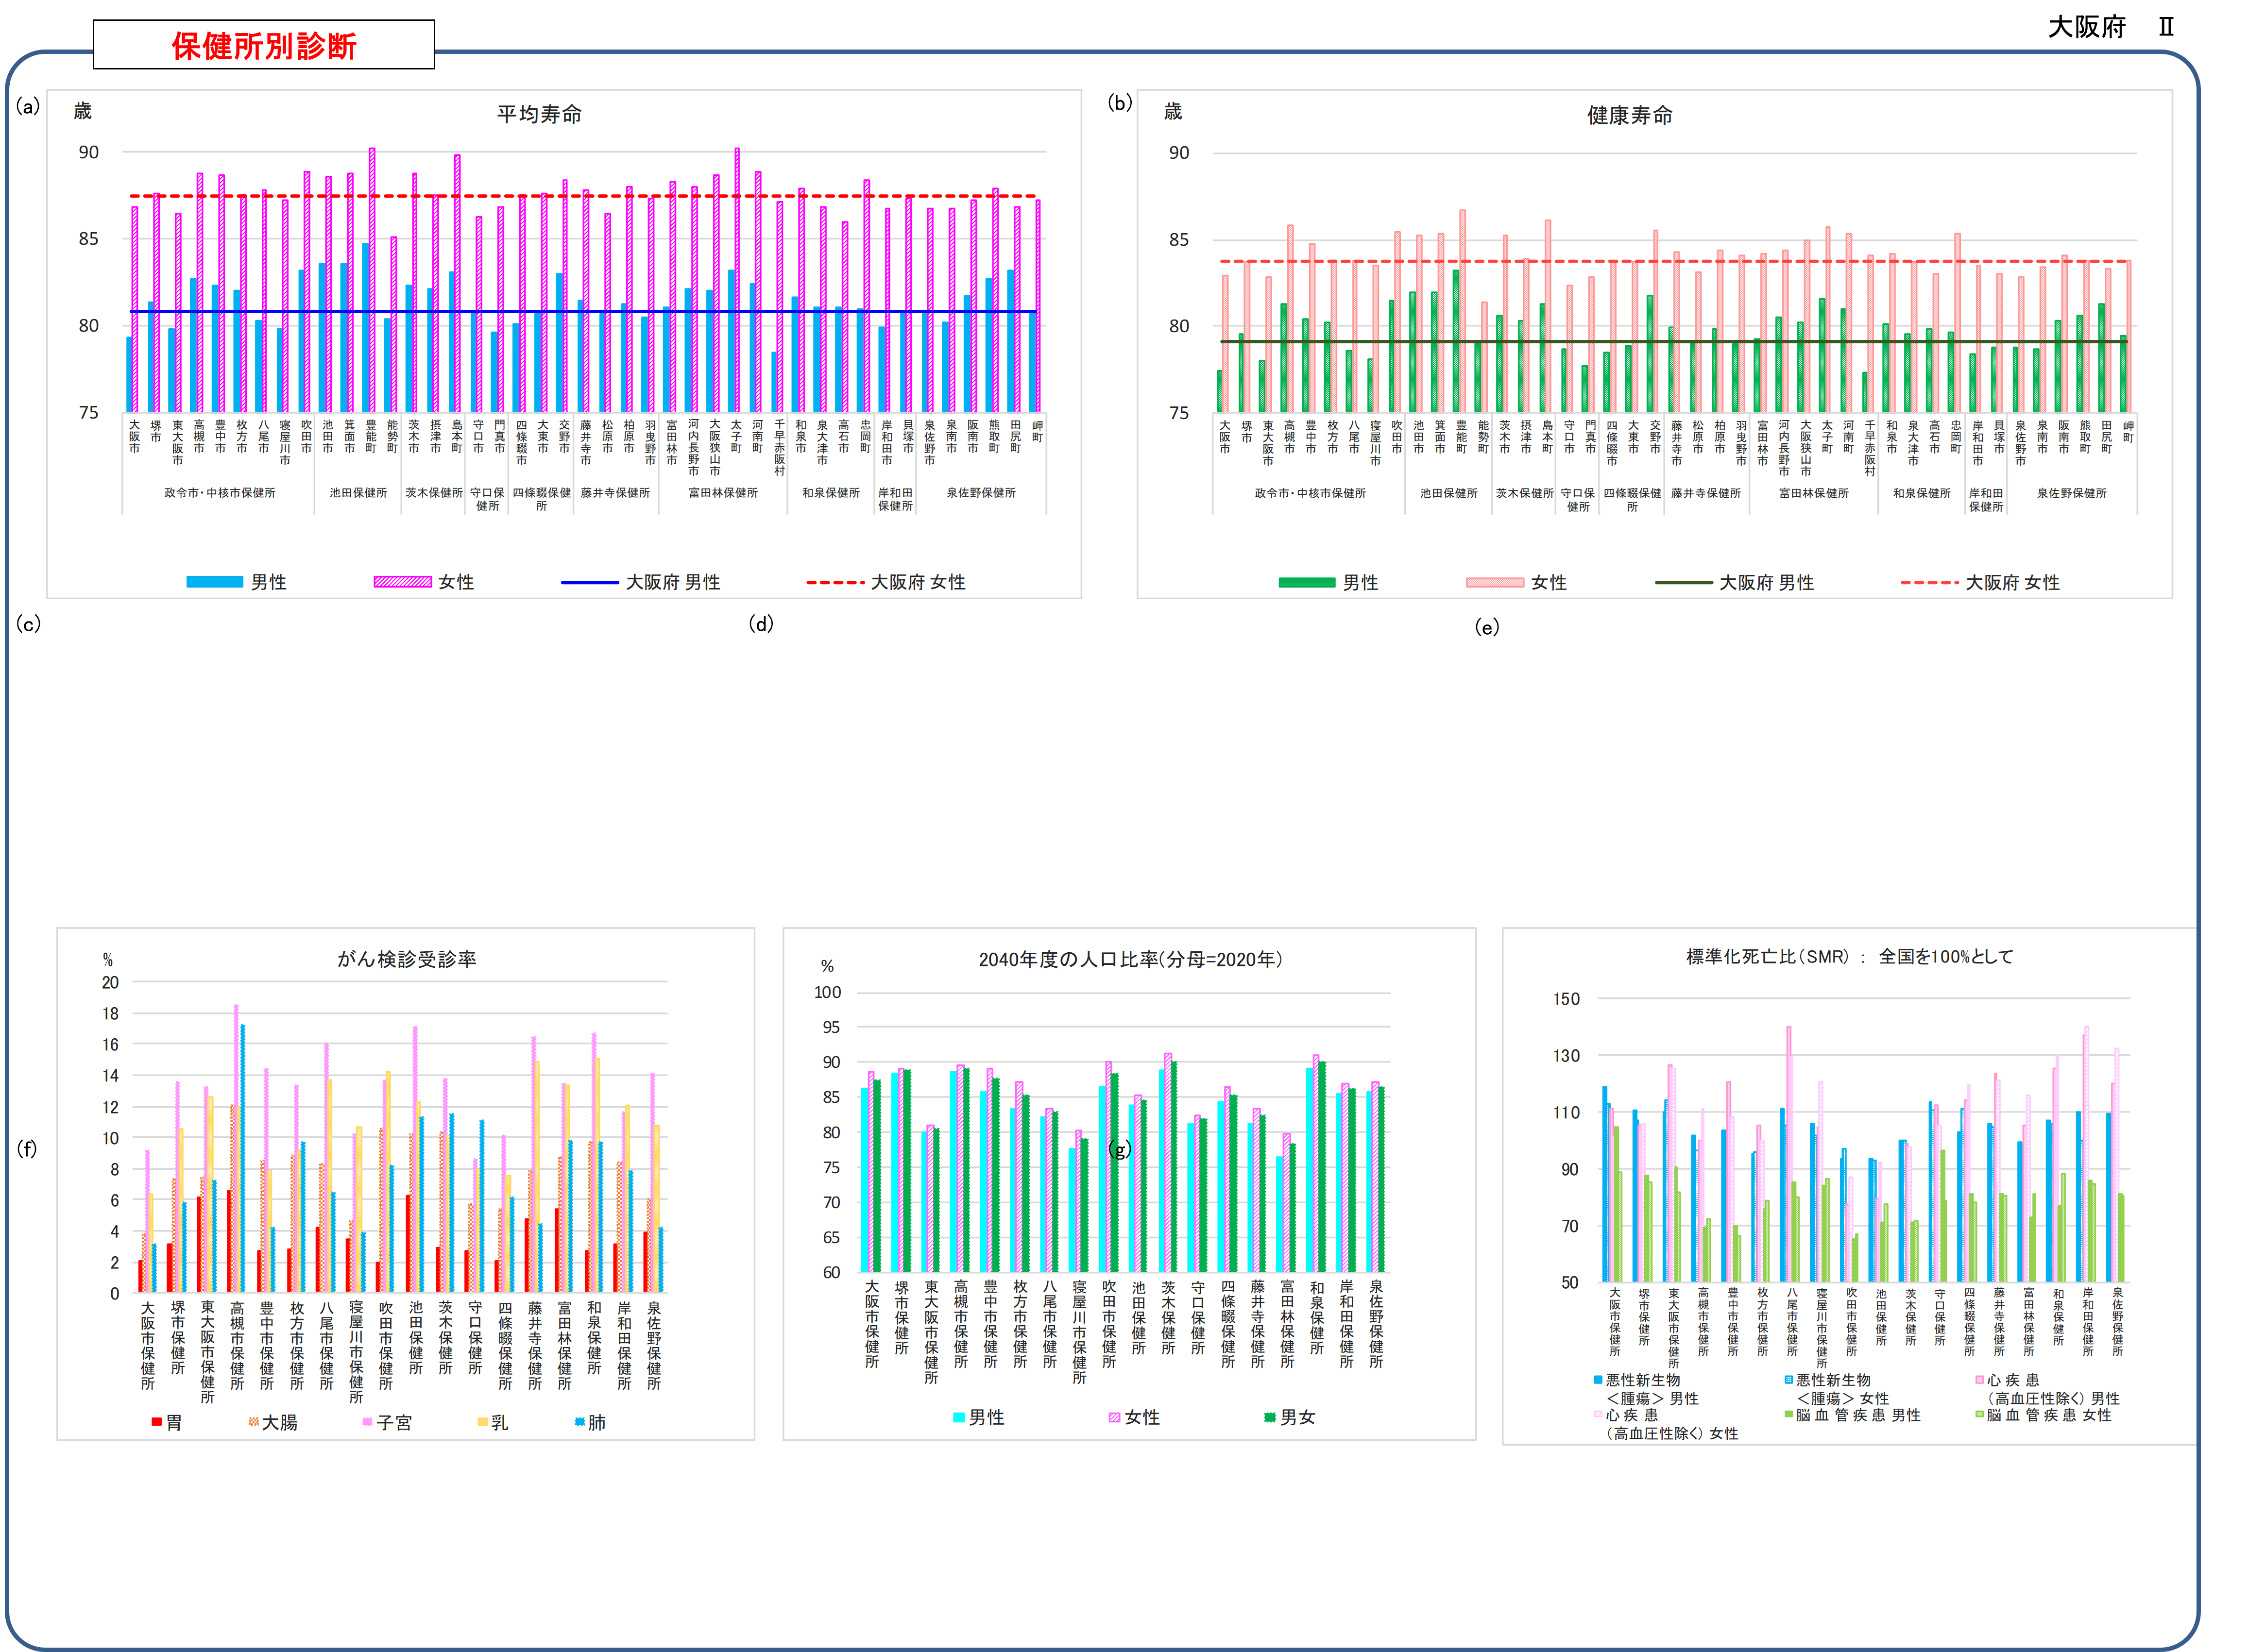 大阪府　Ⅱ
保健所別診断
(a)
歳
平均寿命
90
85
80
75
大阪市 堺市 東大阪市 高槻市 豊中市 枚方市 八尾市 寝屋川市 吹田市 池田市 箕面市 豊能町 能勢町 茨木市 摂津市 島本町 守口市 門真市 四條畷市 大東市 交野市 藤井寺市 松原市 柏原市 羽曳野市 富田林市 河内長野市 大阪狭山市 太子町 河南町 千早赤阪村 和泉市 泉大津市 高石市 忠岡町 岸和田市 貝塚市 泉佐野市 泉南市 阪南市 熊取町 田尻町 岬町
政令市・中核市保健所 池田保健所 茨木保健所 守口保健所 四條畷保健所 藤井寺保健所 富田林保健所 和泉保健所 岸和田保健所 泉佐野保健所
男性 女性 大阪府 男性 大阪府 女性
(b)
歳
健康寿命
90
85
80
75
大阪市 堺市 東大阪市 高槻市 豊中市 枚方市 八尾市 寝屋川市 吹田市 池田市 箕面市 豊能町 能勢町 茨木市 摂津市 島本町 守口市 門真市 四條畷市 大東市 交野市 藤井寺市 松原市 柏原市 羽曳野市 富田林市 河内長野市 大阪狭山市 太子町 河南町 千早赤阪村 和泉市 泉大津市 高石市 忠岡町 岸和田市 貝塚市 泉佐野市 泉南市 阪南市 熊取町 田尻町 岬町
政令市・中核市保健所 池田保健所 茨木保健所 守口保健所 四條畷保健所 藤井寺保健所 富田林保健所 和泉保健所 岸和田保健所 泉佐野保健所
男性 女性 大阪府 男性 大阪府 女性
(c)
(d)
(e)
%
がん検診受診率
20
18
16
14
12
10
8
6
4
2
0
大阪市保健所 堺市保健所 東大阪市保健所 高槻市保健所 豊中市保健所 枚方市保健所 八尾市保健所 寝屋川市保健所 吹田市保健所 池田保健所 茨木保健所 守口保健所 四條畷保健所 藤井寺保健所 富田林保健所 和泉保健所 岸和田保健所 泉佐野保健所
胃 大腸 子宮 乳 肺
(f)
%
2040年度の人口比率(分母=2020年)
100
95
90
85
80
75
70
65
60
大阪市保健所 堺市保健所 東大阪市保健所 高槻市保健所 豊中市保健所 枚方市保健所 八尾市保健所 寝屋川市保健所 吹田市保健所 池田保健所 茨木保健所 守口保健所 四條畷保健所 藤井寺保健所 富田林保健所 和泉保健所 岸和田保健所 泉佐野保健所
男性 女性 男女
(g)
標準化死亡比（SMR）： 全国を100%として
150
130
110
90
70
50
大阪市保健所 堺市保健所 東大阪市保健所 高槻市保健所 豊中市保健所 枚方市保健所 八尾市保健所 寝屋川市保健所 吹田市保健所 池田保健所 茨木保健所 守口保健所 四條畷保健所 藤井寺保健所 富田林保健所 和泉保健所 岸和田保健所 泉佐野保健所
悪性新生物 悪性新生物 心 疾 患
＜腫瘍＞ 男性 ＜腫瘍＞ 女性 （高血圧性除く）男性
心 疾 患 脳 血 管 疾 患 男性 脳 血 管 疾 患 女性
（高血圧性除く）女性